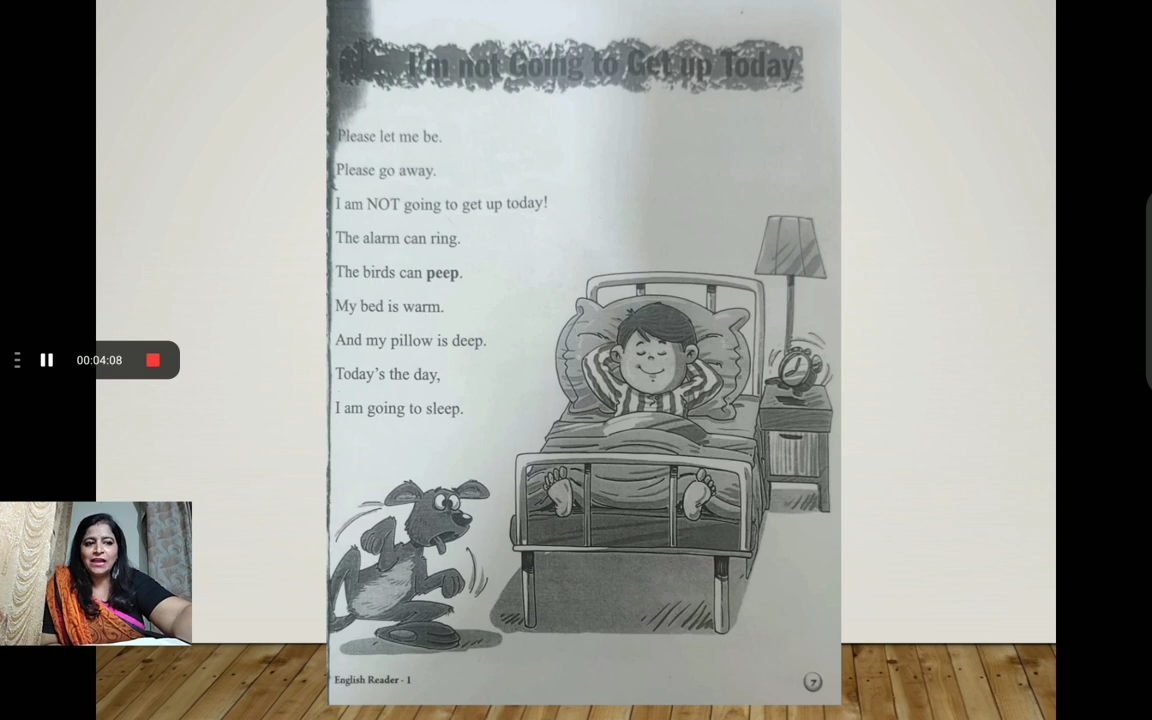 I'm not Going to Get up Today
Please let me be.
Please go away.
I am NOT going to get up today!
The alarm can ring.
The birds can peep.
My bed is warm.
And my pillow is deep.
Today's the day,
I am going to sleep.
00:04:08
English Reader - 1
7